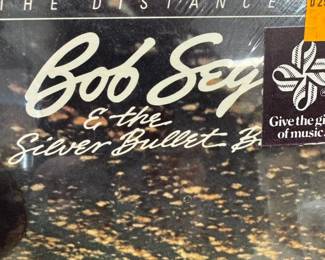 THE DISTANCE
Bob Seg
& the
Silver Bullet B
Give the gi
of music.